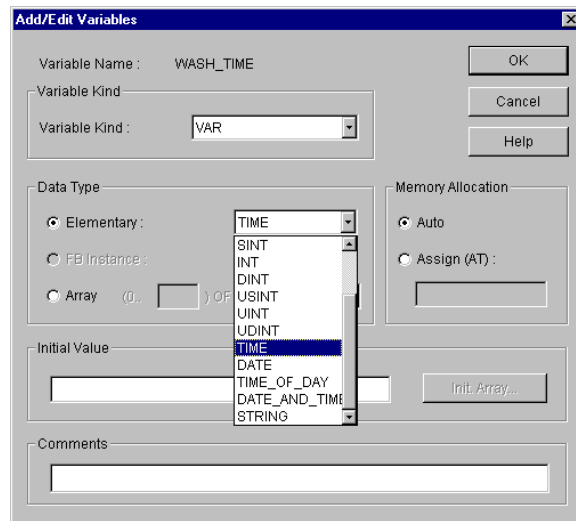 Add/Edit Variables
Variable Name : WASH_TIME
OK
Variable Kind
Cancel
Variable Kind : VAR
Help
Data Type
Memory Allocation
Elementary : TIME
Auto
SINT
FB Instance :
INT
Assign (AT) :
DINT
Array (0.. ) OF
USINT
UINT
UDINT
Initial Value
TIME
DATE
TIME_OF_DAY
Init. Array...
DATE_AND_TIME
STRING
Comments